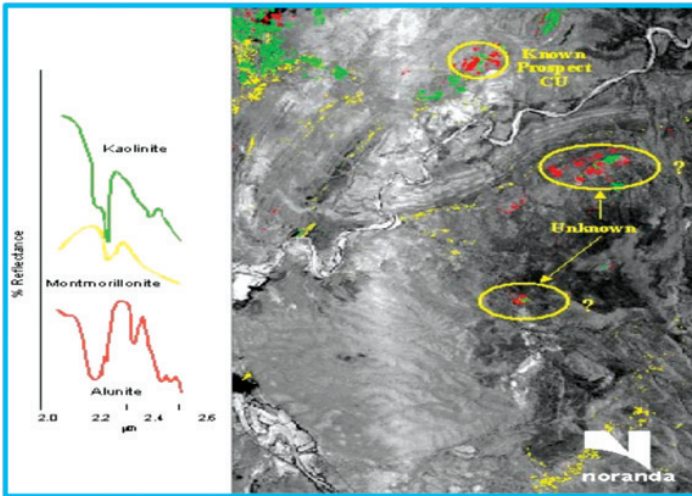 Kaolinite
% Reflectance
Montmorillonite
Alunite
2.0
2.2
2.4
2.6
µm
Known
Prospect
CU
?
Unknown
?
noranda